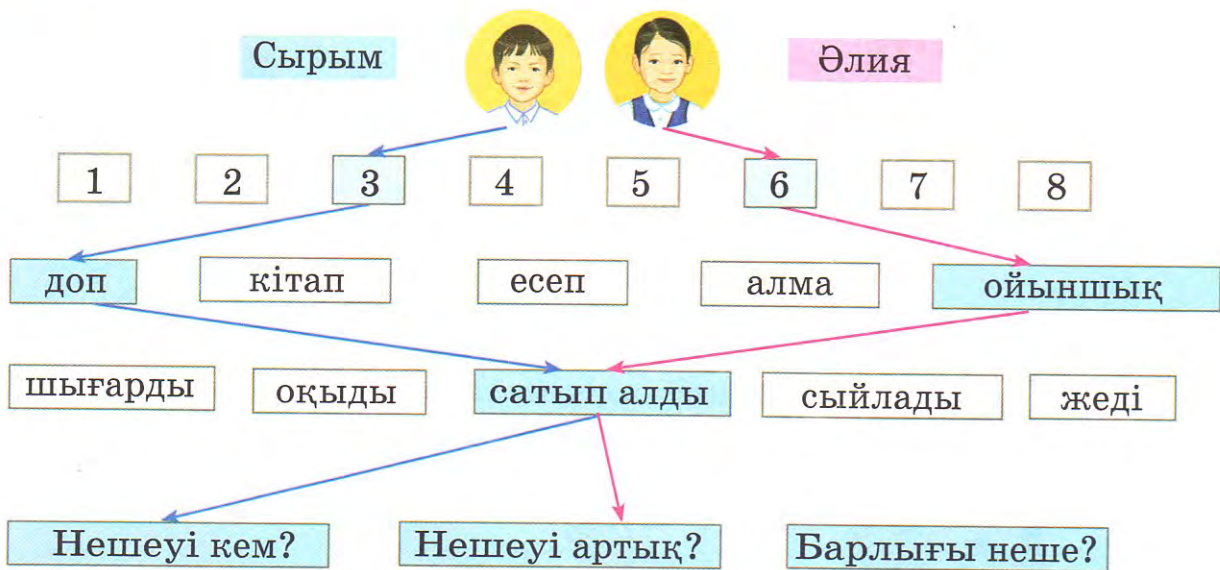 Сырым Әлия
1 2 3 4 5 6 7 8
доп кітап есеп алма ойыншық
шығарды оқыды сатып алды сыйлады жеді
Нешеуі кем? Нешеуі артық? Барлығы неше?